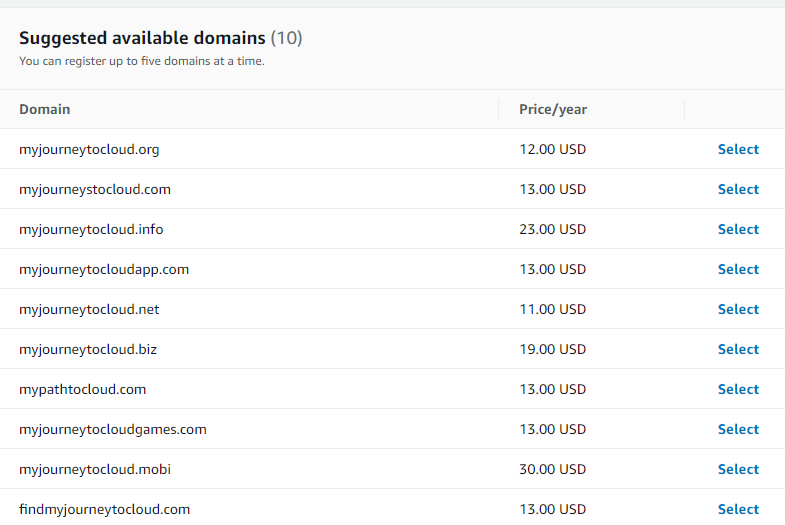 Suggested available domains (10)
You can register up to five domains at a time.
Domain Price/year
myjourneytocloud.org 12.00 USD Select
myjourneystocloud.com 13.00 USD Select
myjourneytocloud.info 23.00 USD Select
myjourneytocloudapp.com 13.00 USD Select
myjourneytocloud.net 11.00 USD Select
myjourneytocloud.biz 19.00 USD Select
mypathtocloud.com 13.00 USD Select
myjourneytocloudgames.com 13.00 USD Select
myjourneytocloud.mobi 30.00 USD Select
findmyjourneytocloud.com 13.00 USD Select